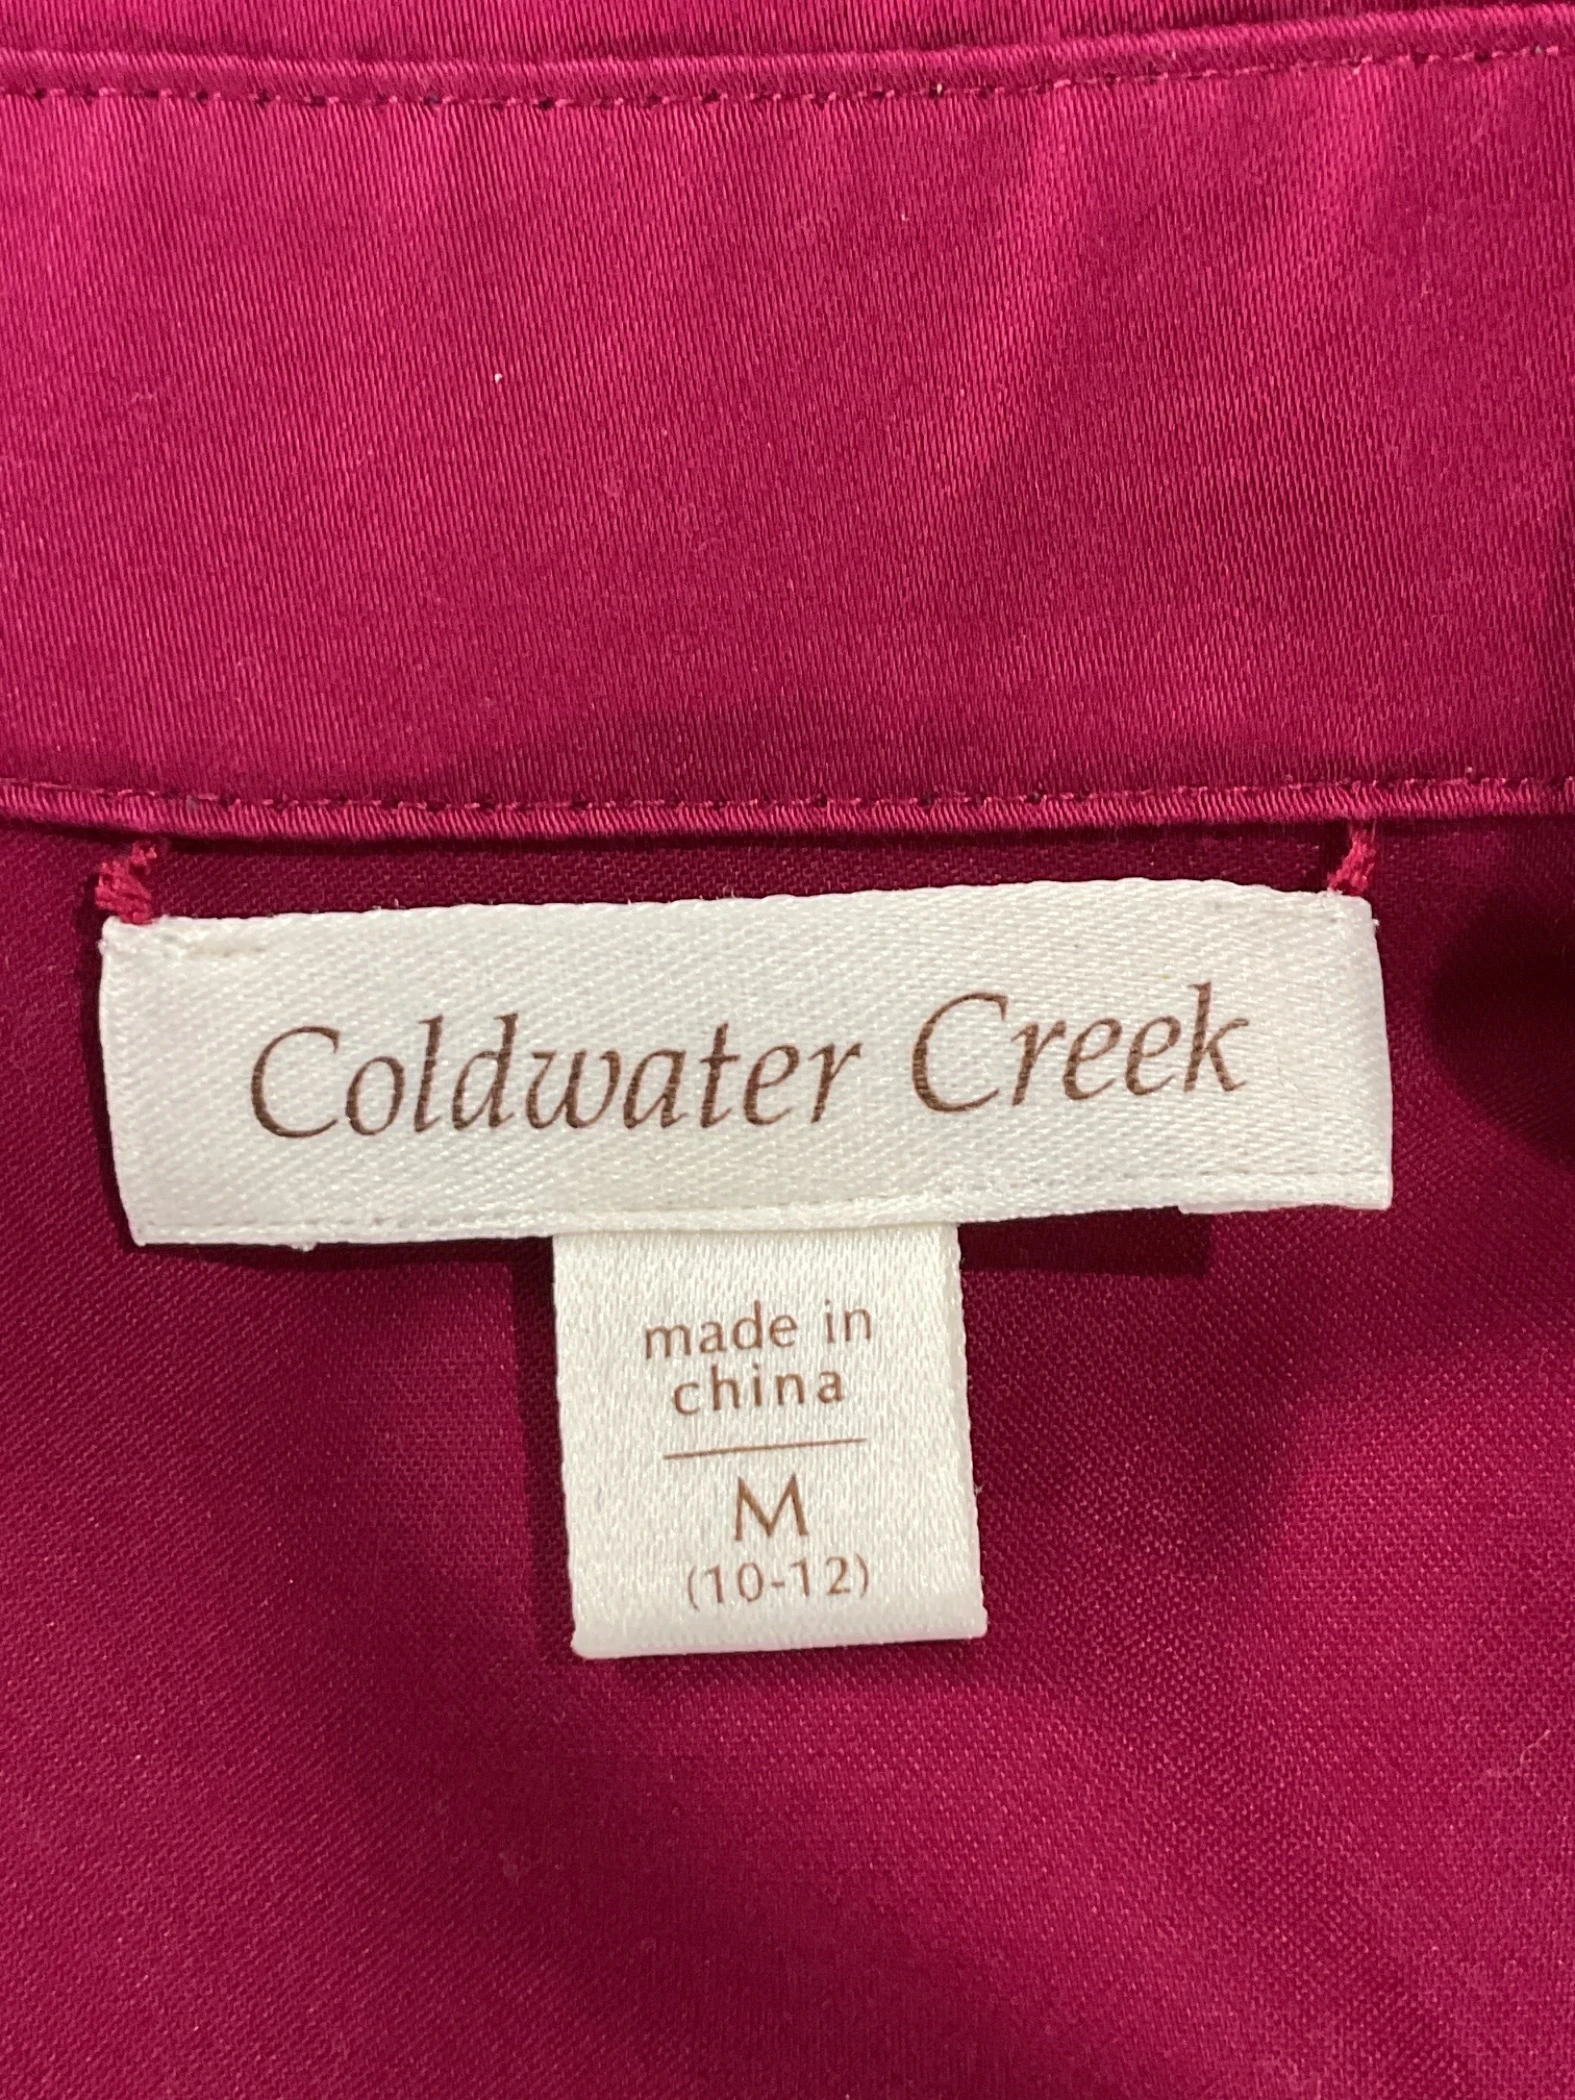 Coldwater Creek
made in
china
M
(10-12)